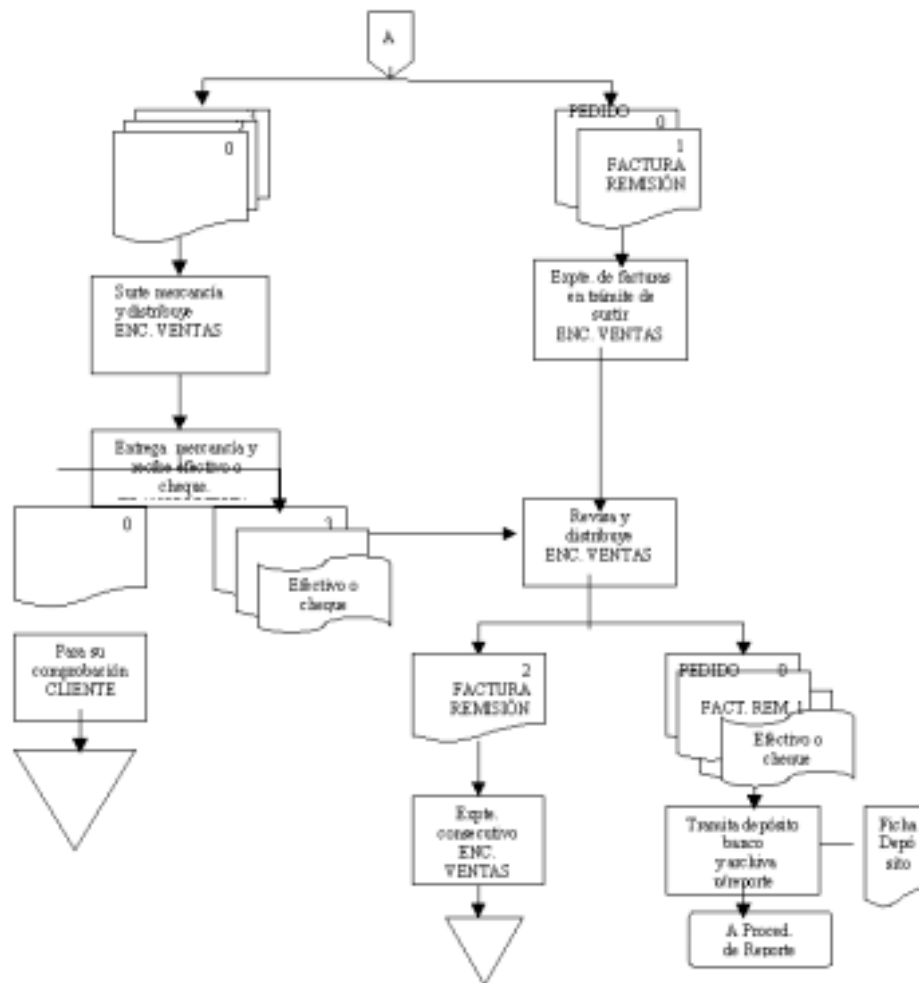 A
0
PEDIDO
0
1
FACTURA
REMISIÓN
Surte mercancía
y distribuye
ENC. VENTAS
Expte. de facturas
en trámite de
surtir
ENC. VENTAS
Entrega mercancía y
recibe efectivo o
cheque.
0
3
Efectivo o
cheque
Revisa y
distribuye
ENC. VENTAS
Para su
comprobación
CLIENTE
2
FACTURA
REMISIÓN
PEDIDO 0
FACT. REM. 1
Efectivo o
cheque
Expte.
consecutivo
ENC.
VENTAS
Tramita depósito
banco
y archiva
Ficha
Depó
sito
A Proced.
de Reporte